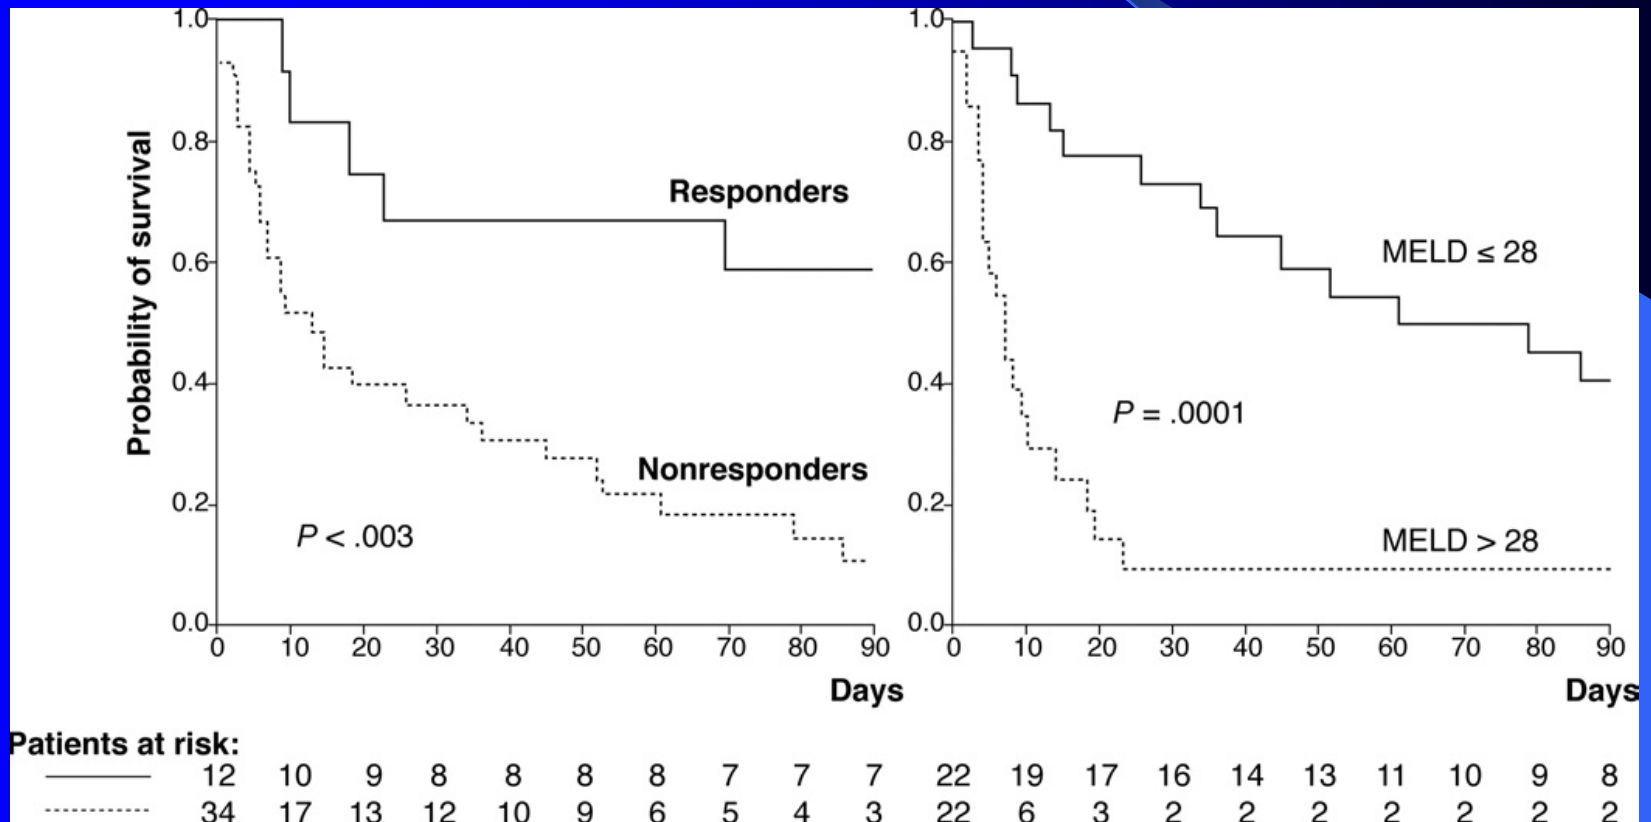 1.0
0.8
0.6
0.4
0.2
0.0
Probability of survival
Responders
Nonresponders
P < .003
0 10 20 30 40 50 60 70 80 90
Days
1.0
0.8
0.6
0.4
0.2
0.0
MELD ≤ 28
P = .0001
MELD > 28
0 10 20 30 40 50 60 70 80 90
Days
Patients at risk:
12 10 9 8 8 8 8 7 7 7 22 19 17 16 14 13 11 10 9 8
34 17 13 12 10 9 6 5 4 3 22 6 3 2 2 2 2 2 2 2